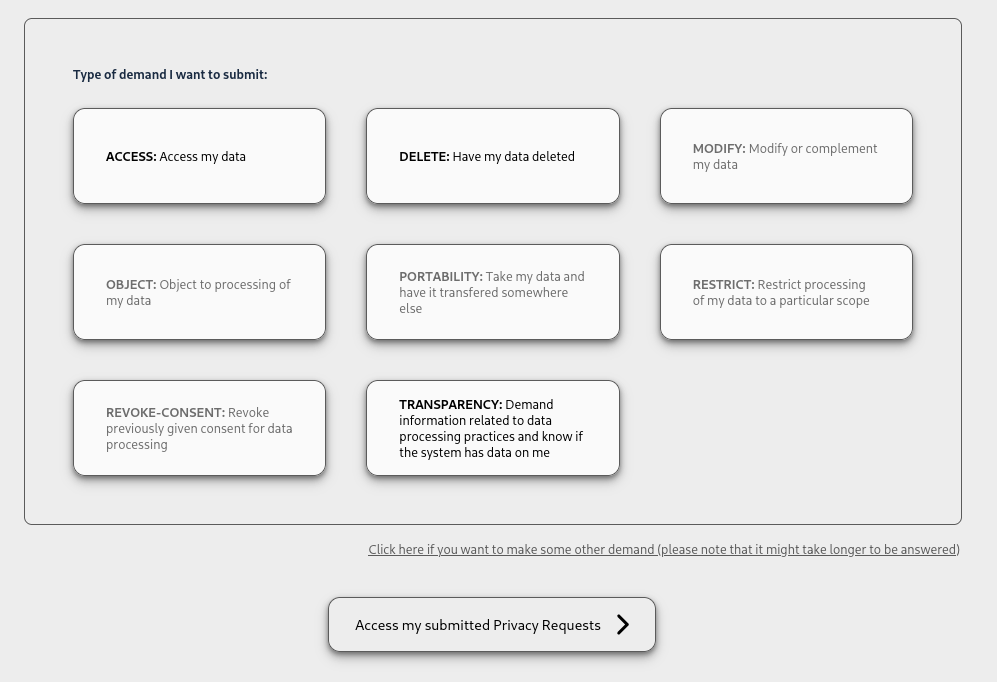 Type of demand I want to submit:
ACCESS: Access my data
DELETE: Have my data deleted
MODIFY: Modify or complement
my data
OBJECT: Object to processing of
my data
PORTABILITY: Take my data and
have it transfered somewhere
else
RESTRICT: Restrict processing
of my data to a particular scope
REVOKE-CONSENT: Revoke
previously given consent for data
processing
TRANSPARENCY: Demand
information related to data
processing practices and know if
the system has data on me
Click here if you want to make some other demand (please note that it might take longer to be answered)
Access my submitted Privacy Requests